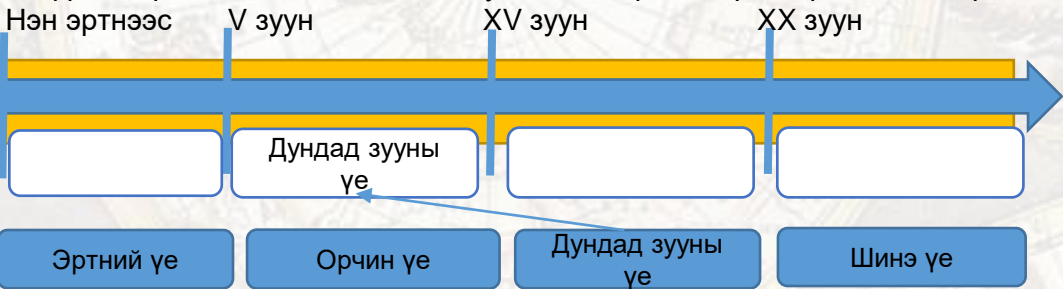 Нэн эртнээс V зуун XV зуун XX зуун
Дундад зууны
үе
Эртний үе
Орчин үе
Дундад зууны
үе
Шинэ үе